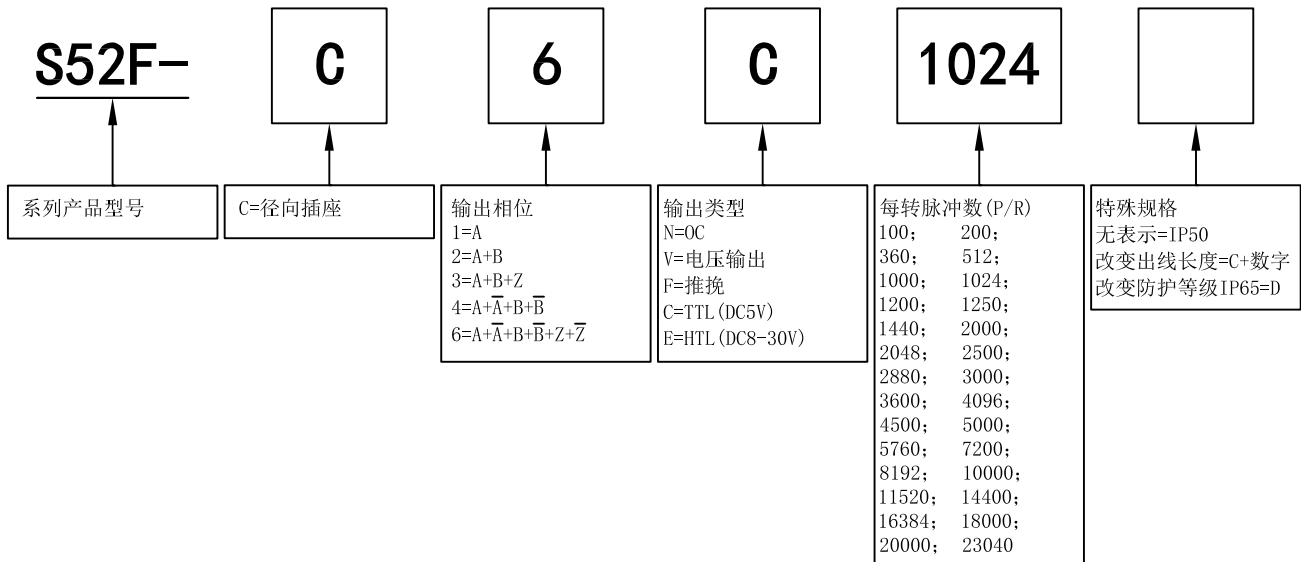 S52F-
C
6
C
1024
系列产品型号
C=径向插座
输出相位
1=A
2=A+B
3=A+B+Z
4=A+A̅+B+B̅
6=A+A̅+B+B̅+Z+Z̅
输出类型
N=OC
V=电压输出
F=推挽
C=TTL(DC5V)
E=HTL(DC8-30V)
每转脉冲数(P/R)
100; 200;
360; 512;
1000; 1024;
1200; 1250;
1440; 2000;
2048; 2500;
2880; 3000;
3600; 4096;
4500; 5000;
5760; 7200;
8192; 10000;
11520; 14400;
16384; 18000;
20000; 23040
特殊规格
无表示=IP50
改变出线长度=C+数字
改变防护等级IP65=D